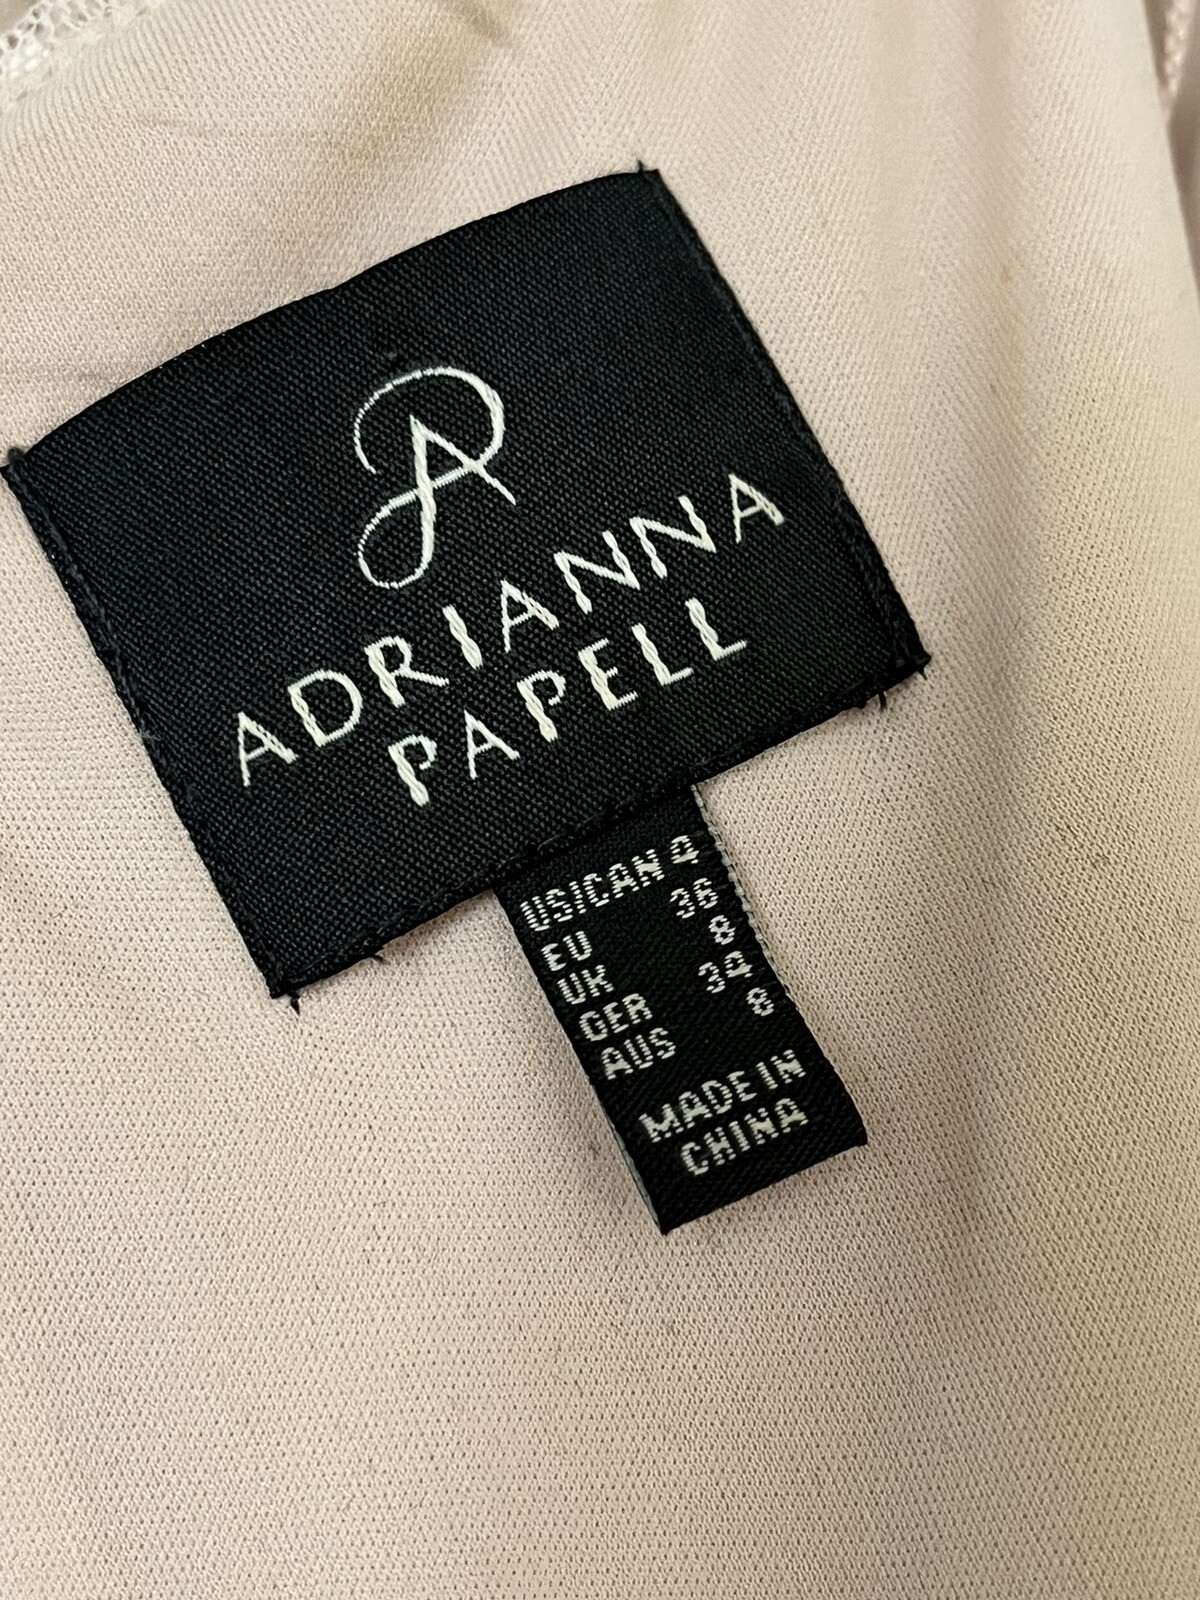 ADRIANNA
PAPELL
US/CAN 4
EU 36
UK 8
GER 34
AUS 8
MADE IN
CHINA